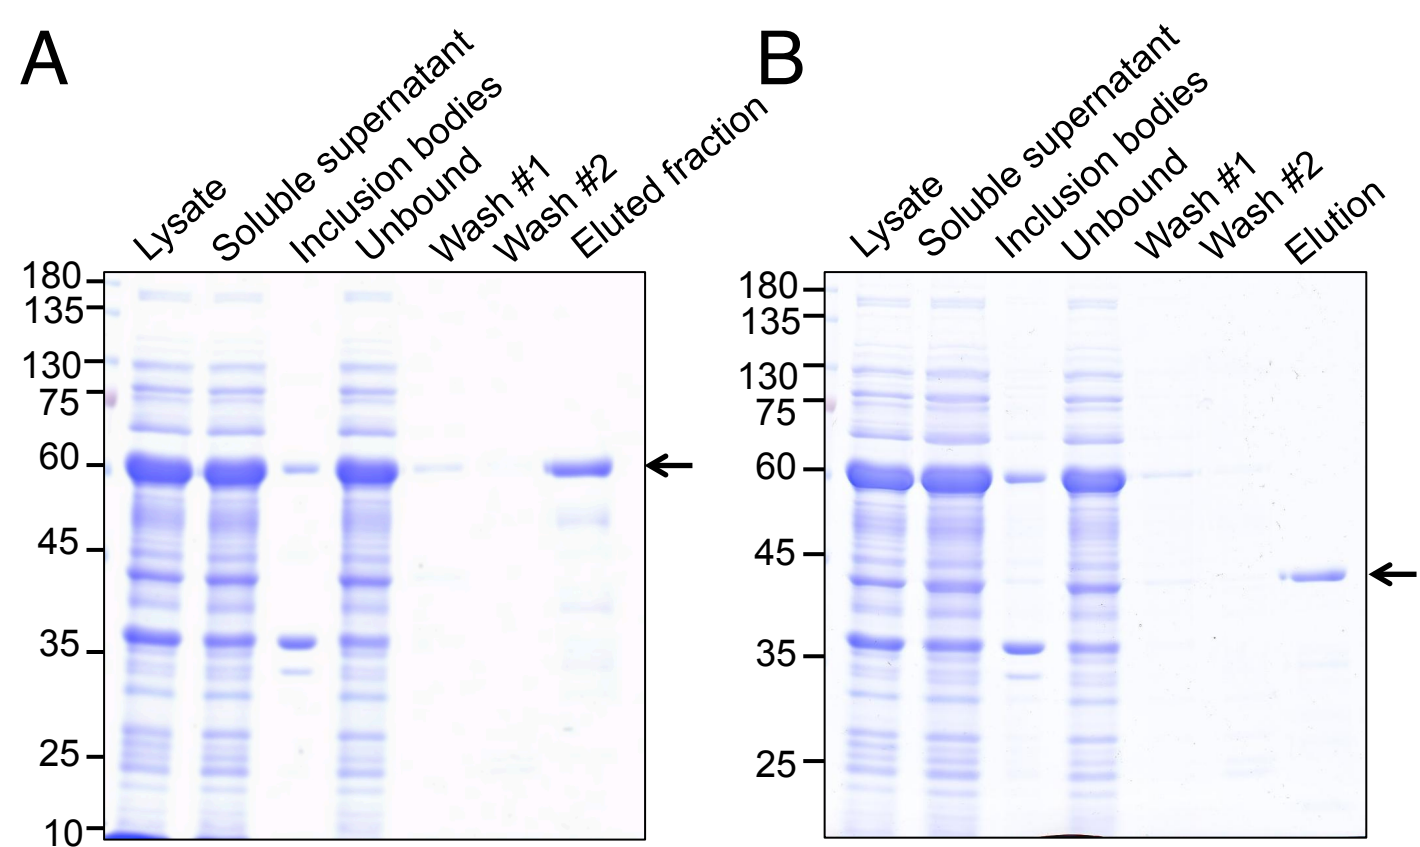 A
Lysate
Soluble supernatant
Inclusion bodies
Unbound
Wash #1
Wash #2
Eluted fraction
180
135
130
75
60
45
35
25
10
B
Lysate
Soluble supernatant
Inclusion bodies
Unbound
Wash #1
Wash #2
Elution
180
135
130
75
60
45
35
25